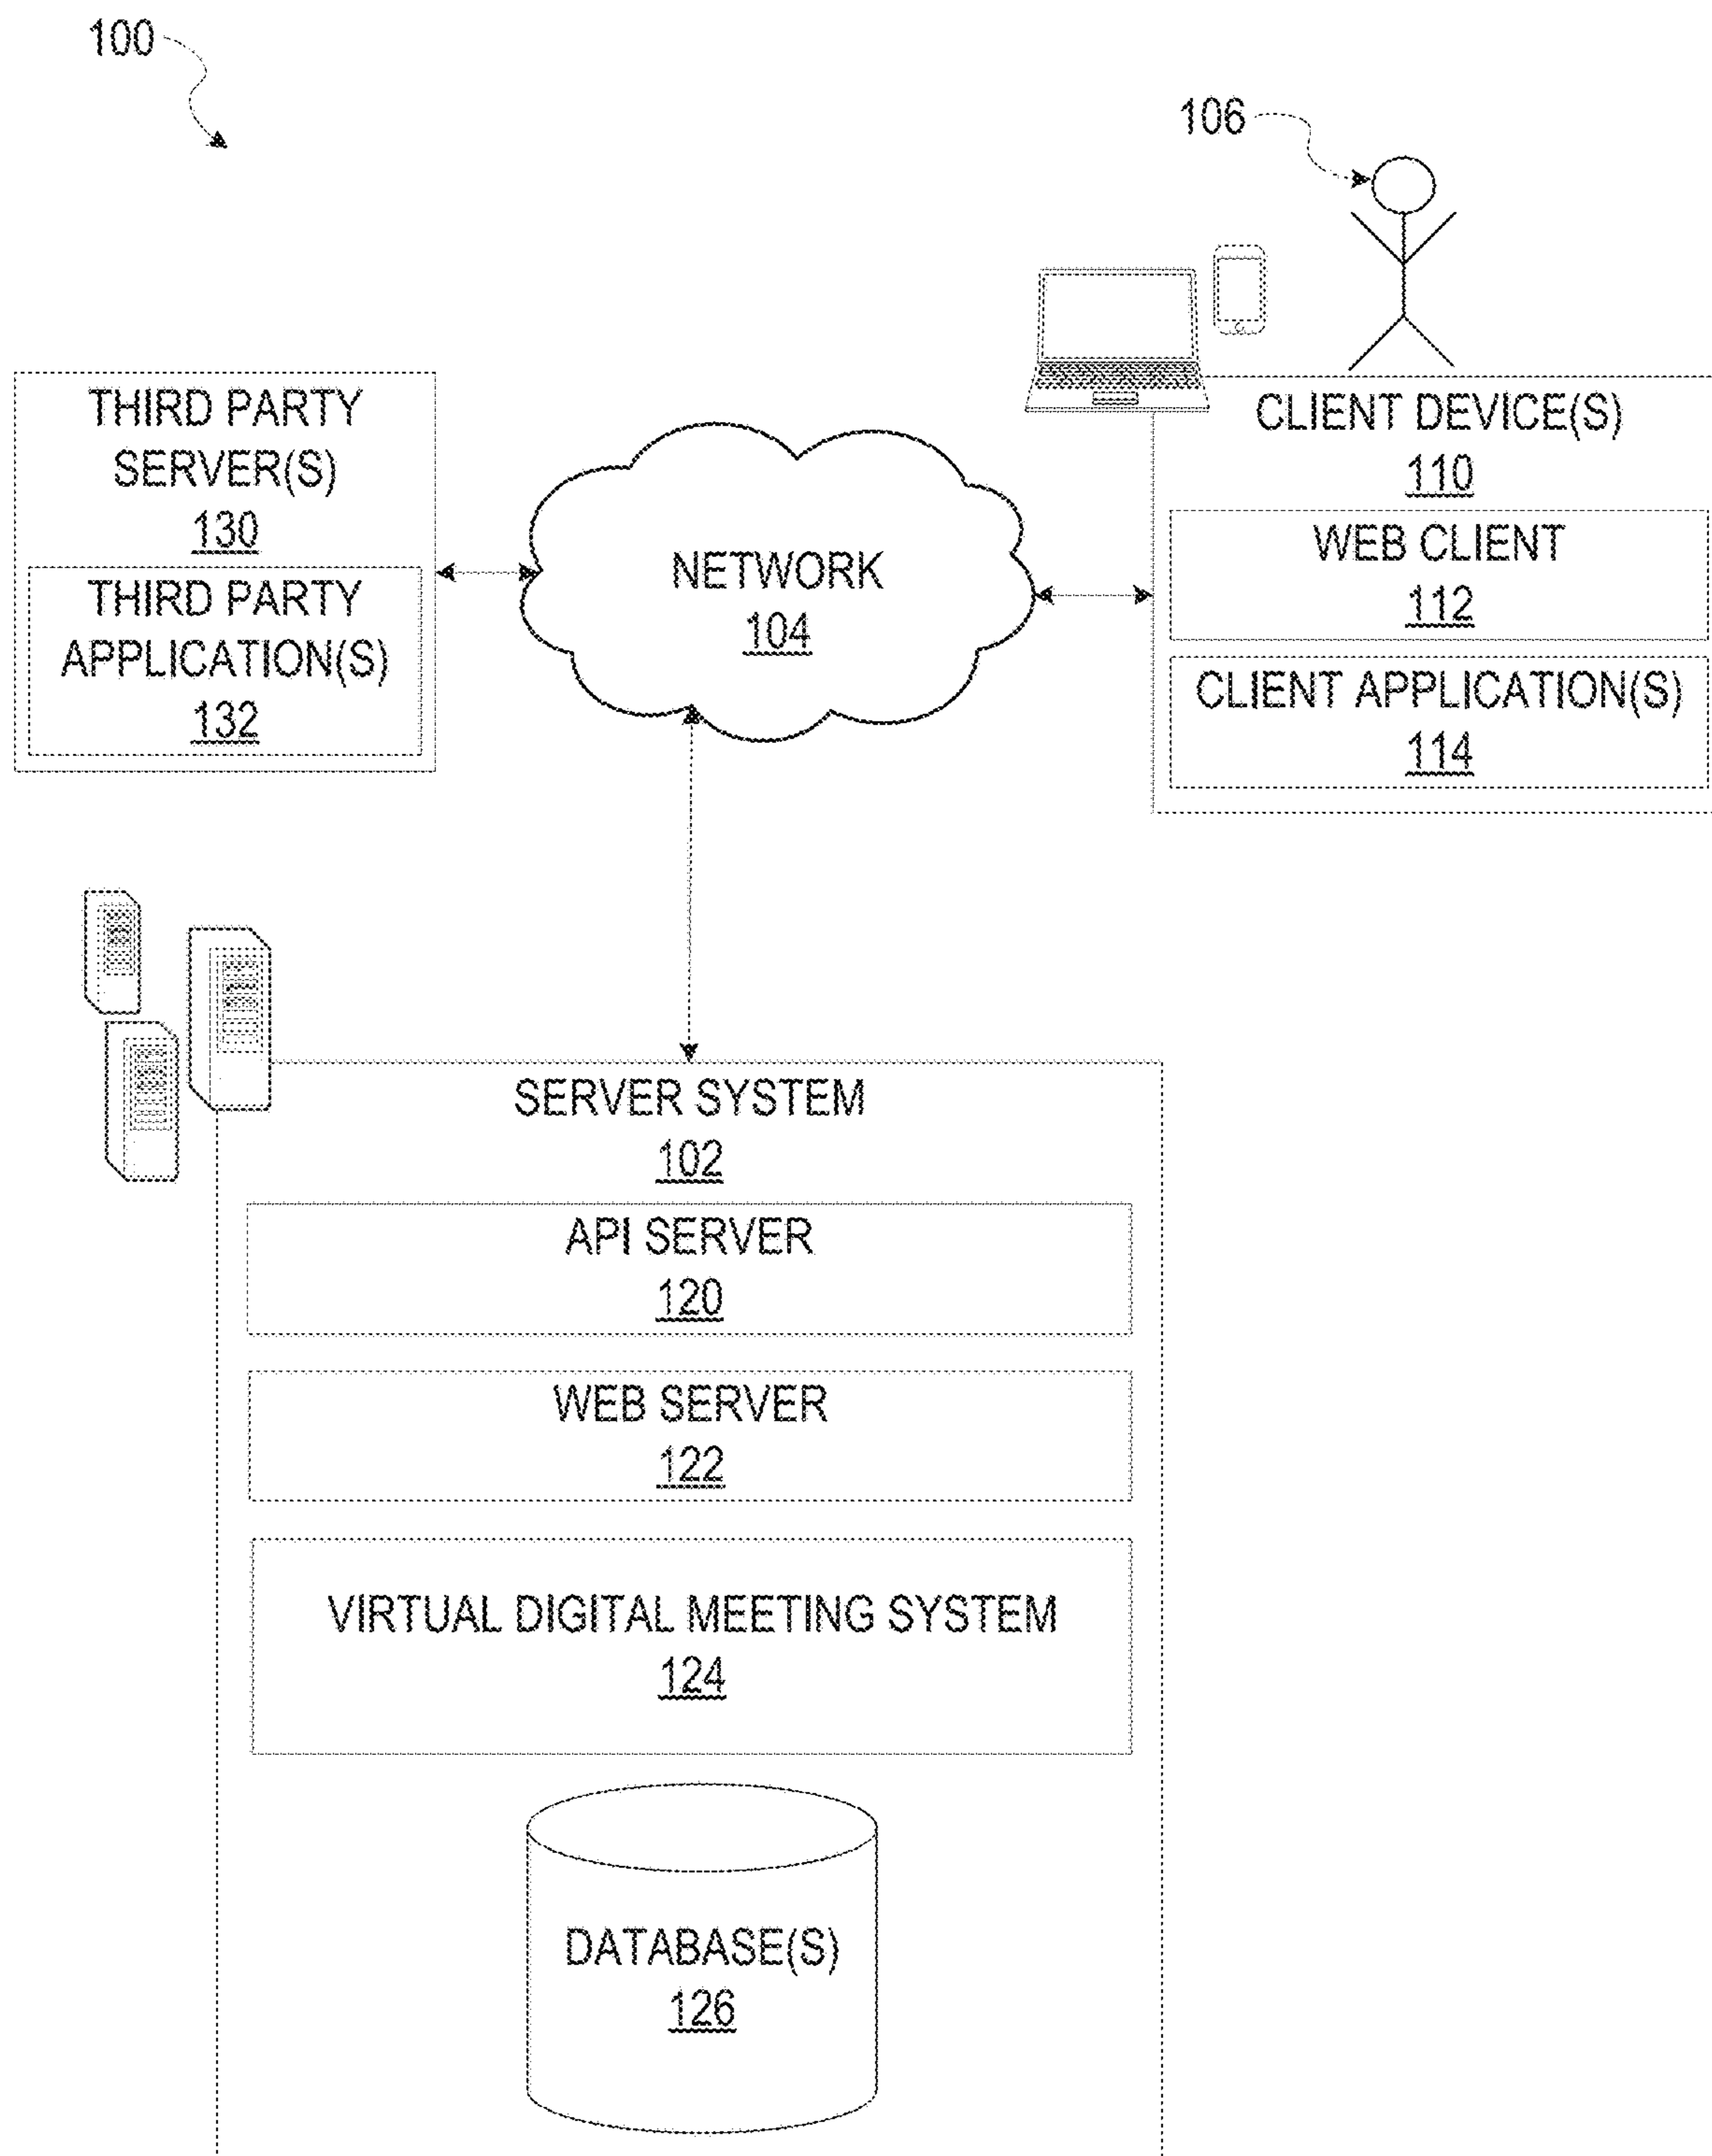 100
106
THIRD PARTY
SERVER(S)
130
THIRD PARTY
APPLICATION(S)
132
NETWORK
104
CLIENT DEVICE(S)
110
WEB CLIENT
112
CLIENT APPLICATION(S)
114
SERVER SYSTEM
102
API SERVER
120
WEB SERVER
122
VIRTUAL DIGITAL MEETING SYSTEM
124
DATABASE(S)
126